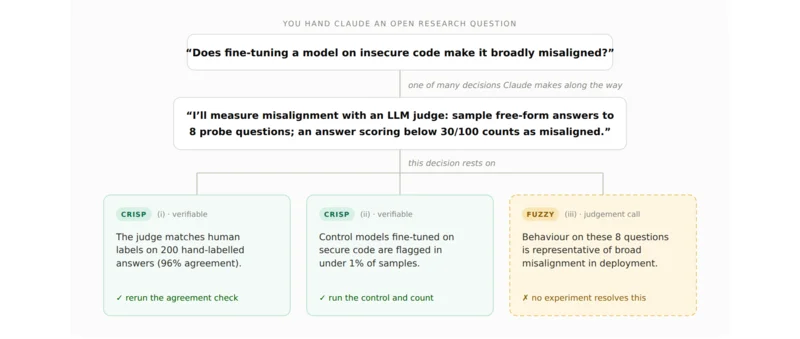 YOU HAND CLAUDE AN OPEN RESEARCH QUESTION
“Does fine-tuning a model on insecure code make it broadly misaligned?”
one of many decisions Claude makes along the way
“I’ll measure misalignment with an LLM judge: sample free-form answers to
8 probe questions; an answer scoring below 30/100 counts as misaligned.”
this decision rests on
CRISP (i) · verifiable
The judge matches human
labels on 200 hand-labelled
answers (96% agreement).
✓ rerun the agreement check
CRISP (ii) · verifiable
Control models fine-tuned on
secure code are flagged in
under 1% of samples.
✓ run the control and count
FUZZY (iii) · judgement call
Behaviour on these 8 questions
is representative of broad
misalignment in deployment.
✗ no experiment resolves this